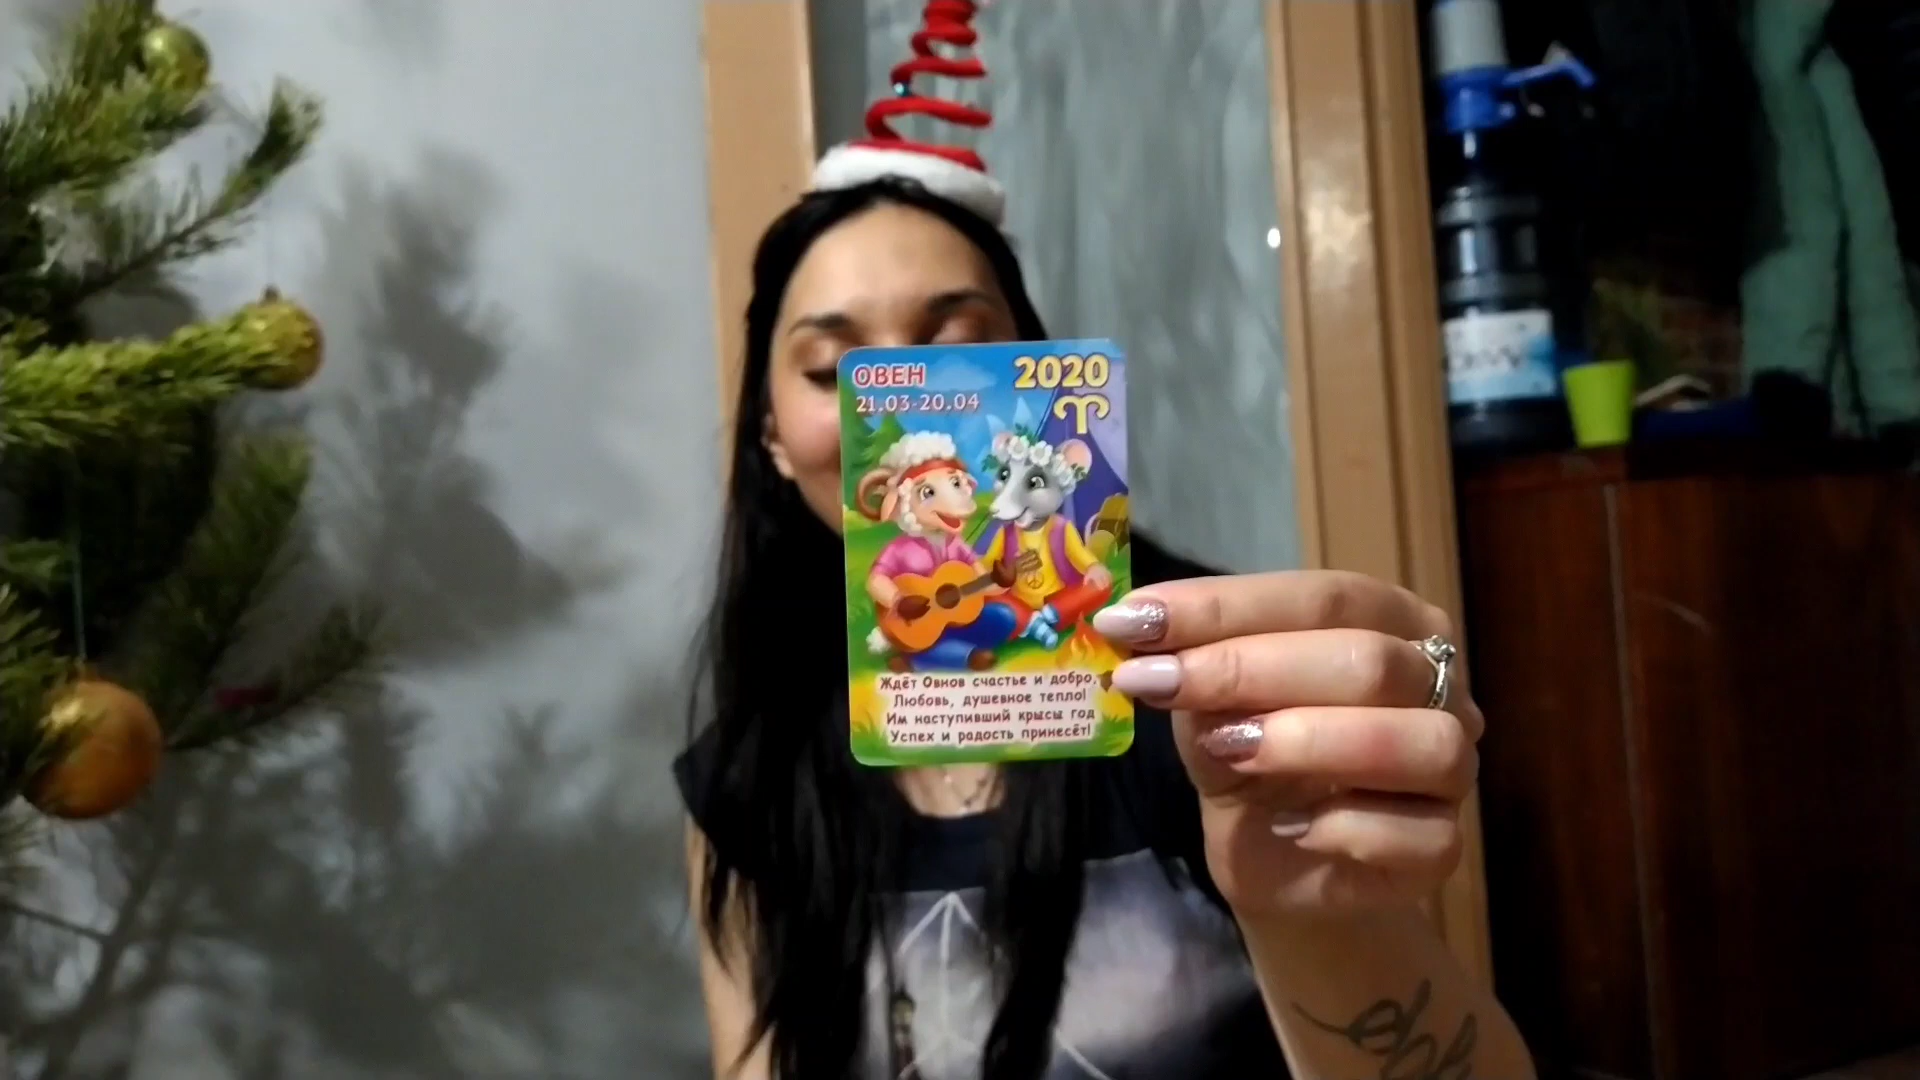 ОВЕН
2020
21.03-20.04
Ждёт Овнов счастье и добро,
Любовь, душевное тепло!
Им наступивший крысы год
Успех и радость принесёт!